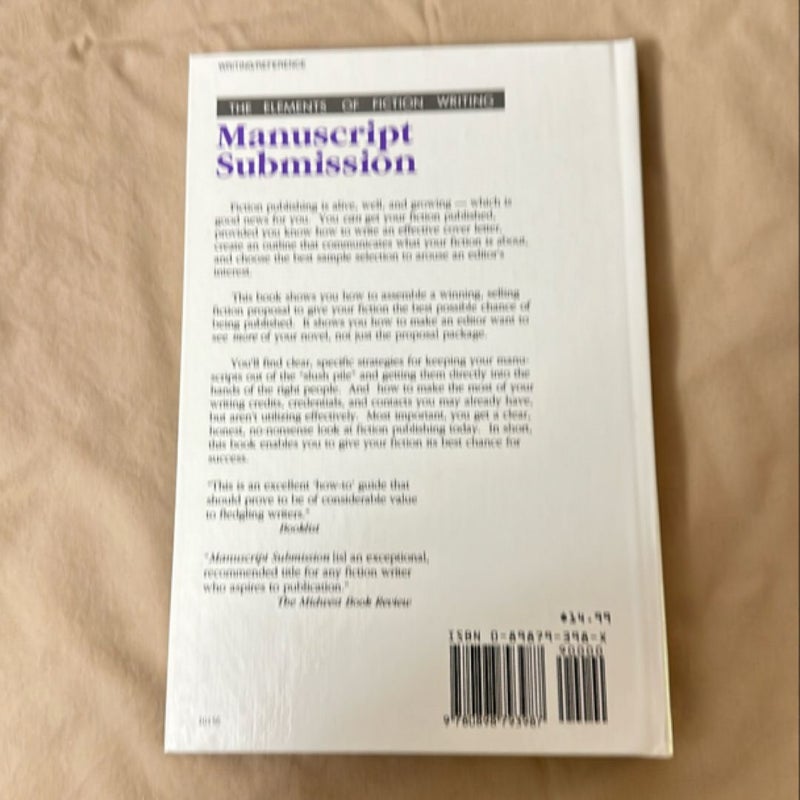 WRITING/REFERENCE
THE ELEMENTS OF FICTION WRITING
Manuscript
Submission
Fiction publishing is alive, well, and growing — which is
good news for you. You can get your fiction published,
provided you know how to write an effective cover letter,
create an outline that communicates what your fiction is about,
and choose the best sample selection to arouse an editor's
interest.
This book shows you how to assemble a winning, selling
fiction proposal to give your fiction the best possible chance of
being published. It shows you how to make an editor want to
see more of your novel, not just the proposal package.
You'll find clear, specific strategies for keeping your manu-
scripts out of the "slush pile" and getting them directly into the
hands of the right people. And how to make the most of your
writing credits, credentials, and contacts you may already have,
but aren't utilizing effectively. Most important, you get a clear,
honest, no-nonsense look at fiction publishing today. In short,
this book enables you to give your fiction its best chance for
success.
"This is an excellent 'how-to' guide that
should prove to be of considerable value
to fledgling writers."
Booklist
"Manuscript Submission [is] an exceptional,
recommended title for any fiction writer
who aspires to publication."
The Midwest Book Review
$14.99
ISBN 0-89879-398-X
90000
9 780898 793987